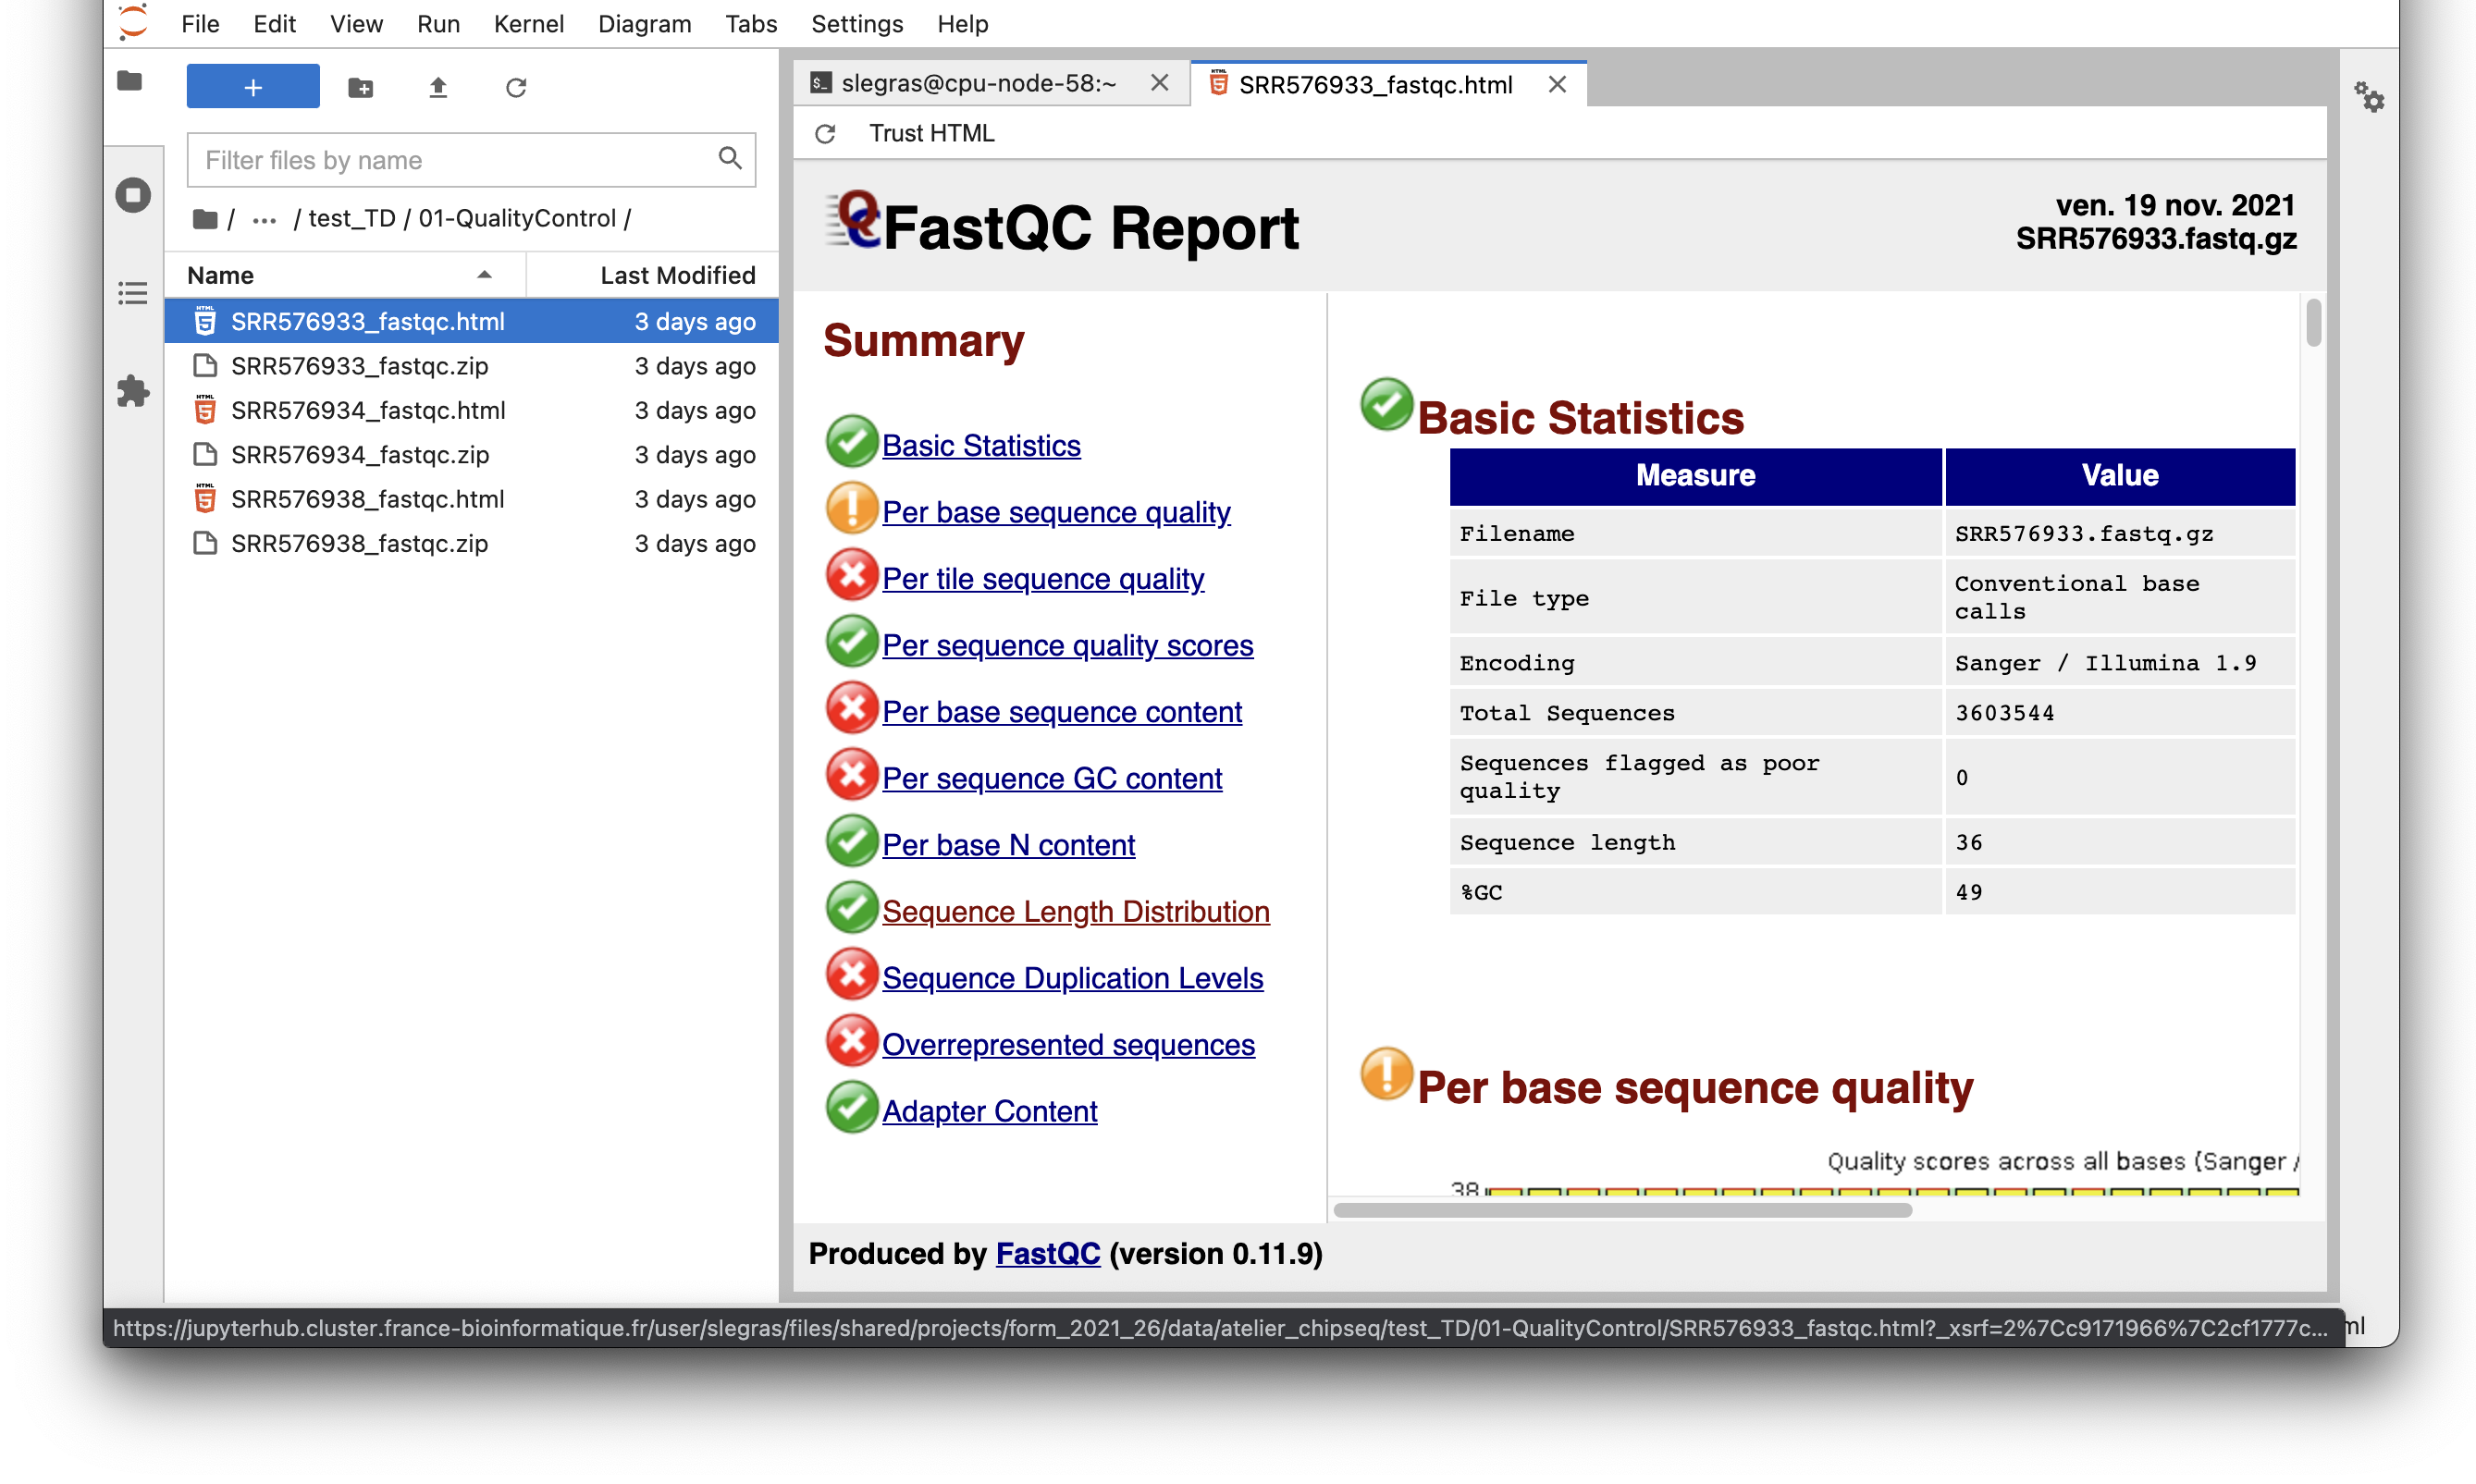 File Edit View Run Kernel Diagram Tabs Settings Help
+
Filter files by name
/ ... / test_TD / 01-QualityControl /
Name Last Modified
SRR576933_fastqc.html 3 days ago
SRR576933_fastqc.zip 3 days ago
SRR576934_fastqc.html 3 days ago
SRR576934_fastqc.zip 3 days ago
SRR576938_fastqc.html 3 days ago
SRR576938_fastqc.zip 3 days ago
slegras@cpu-node-58:~ SRR576933_fastqc.html
Trust HTML
FastQC Report
ven. 19 nov. 2021
SRR576933.fastq.gz
Summary
Basic Statistics
Per base sequence quality
Per tile sequence quality
Per sequence quality scores
Per base sequence content
Per sequence GC content
Per base N content
Sequence Length Distribution
Sequence Duplication Levels
Overrepresented sequences
Adapter Content
Basic Statistics
Measure Value
Filename SRR576933.fastq.gz
File type Conventional base
calls
Encoding Sanger / Illumina 1.9
Total Sequences 3603544
Sequences flagged as poor
quality 0
Sequence length 36
%GC 49
Per base sequence quality
Quality scores across all bases (Sanger /
38
Produced by FastQC (version 0.11.9)
https://jupyterhub.cluster.france-bioinformatique.fr/user/slegras/files/shared/projects/form_2021_26/data/atelier_chipseq/test_TD/01-QualityControl/SRR576933_fastqc.html?_xsrf=2%7Cc9171966%7C2cf1777c... ml